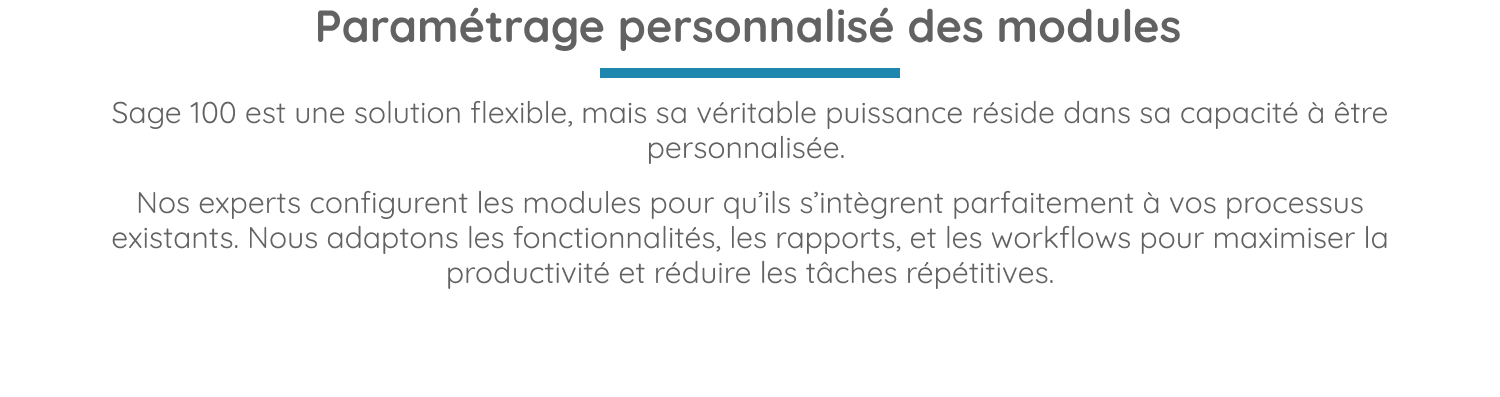 Paramétrage personnalisé des modules
Sage 100 est une solution flexible, mais sa véritable puissance réside dans sa capacité à être
personnalisée.
Nos experts configurent les modules pour qu’ils s’intègrent parfaitement à vos processus
existants. Nous adaptons les fonctionnalités, les rapports, et les workflows pour maximiser la
productivité et réduire les tâches répétitives.